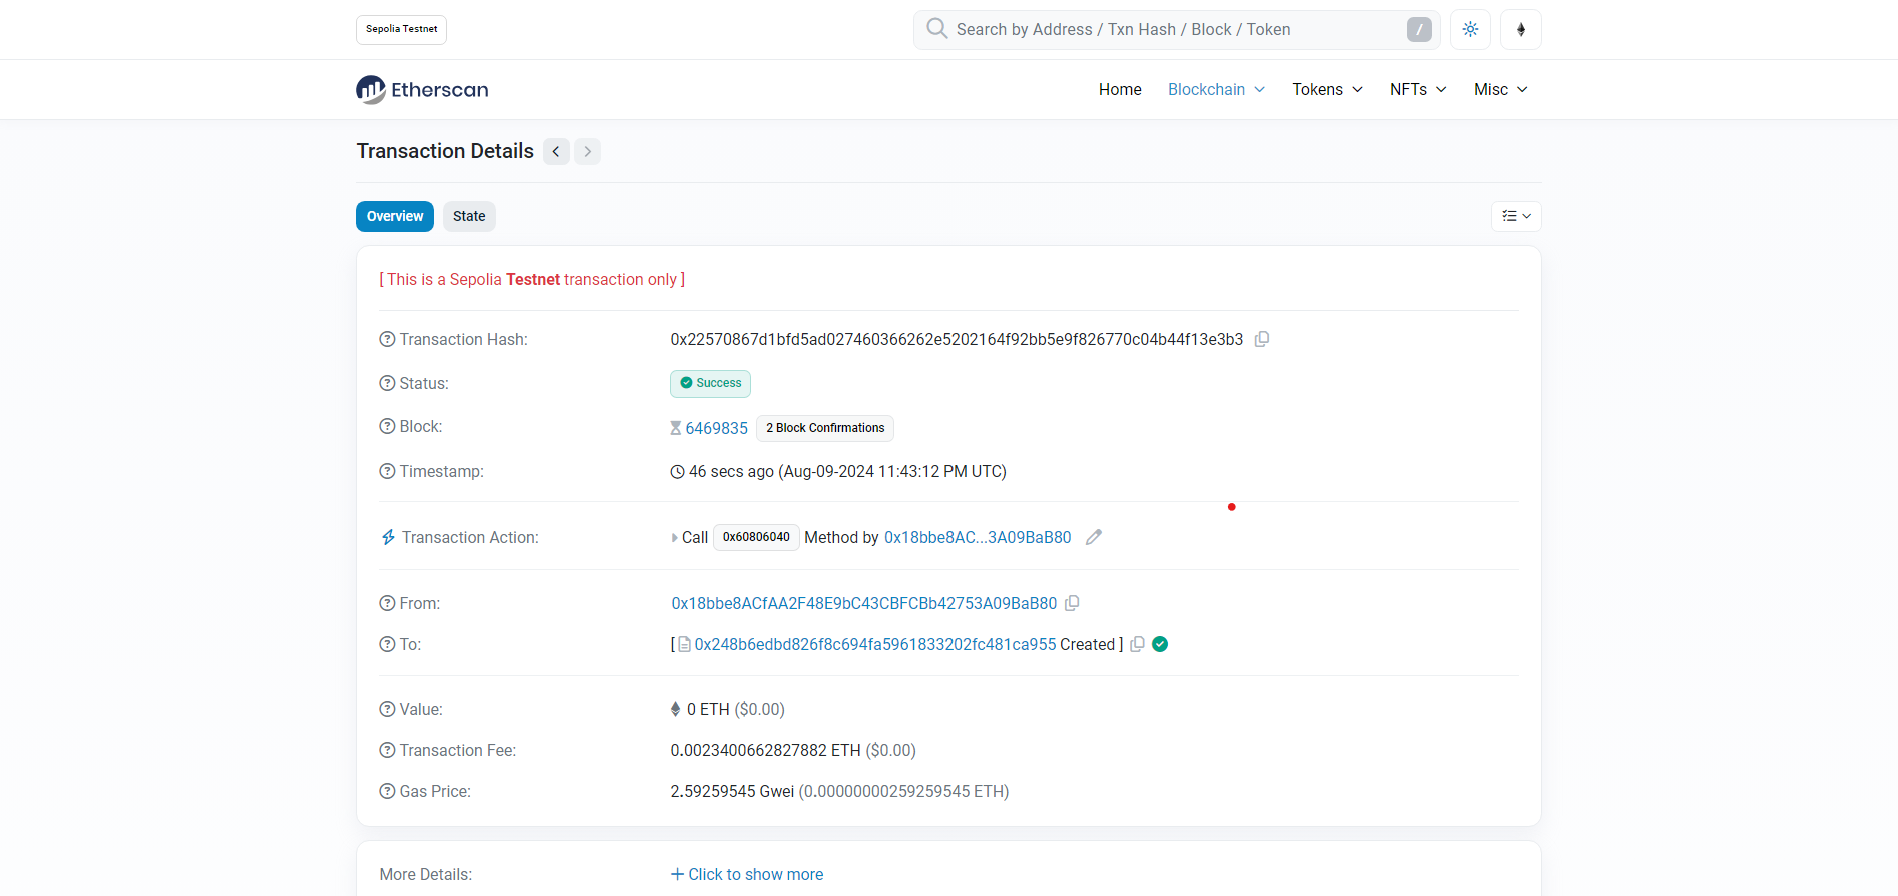 Sepolia Testnet
Search by Address / Txn Hash / Block / Token
/
Etherscan
Home
Blockchain
Tokens
NFTs
Misc
Transaction Details
Overview
State
[ This is a Sepolia Testnet transaction only ]
Transaction Hash: 0x22570867d1bfd5ad027460366262e5202164f92bb5e9f826770c04b44f13e3b3
Status: Success
Block: 6469835 2 Block Confirmations
Timestamp: 46 secs ago (Aug-09-2024 11:43:12 PM UTC)
Transaction Action: Call 0x60806040 Method by 0x18bbe8AC...3A09BaB80
From: 0x18bbe8ACfAA2F48E9bC43CBFCBb42753A09BaB80
To: [ 0x248b6edbd826f8c694fa5961833202fc481ca955 Created ]
Value: 0 ETH ($0.00)
Transaction Fee: 0.0023400662827882 ETH ($0.00)
Gas Price: 2.59259545 Gwei (0.00000000259259545 ETH)
More Details: + Click to show more